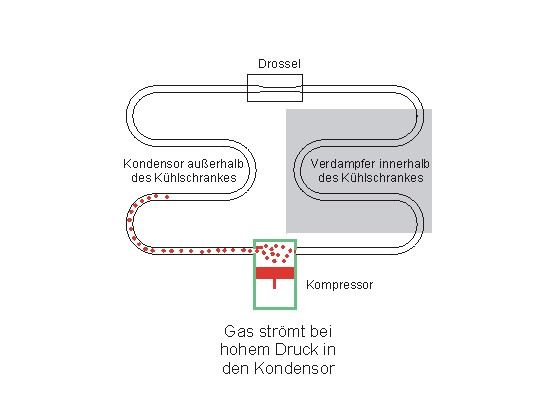 Drossel
Kondensor außerhalb
des Kühlschrankes
Verdampfer innerhalb
des Kühlschrankes
Kompressor
Gas strömt bei
hohem Druck in
den Kondensor